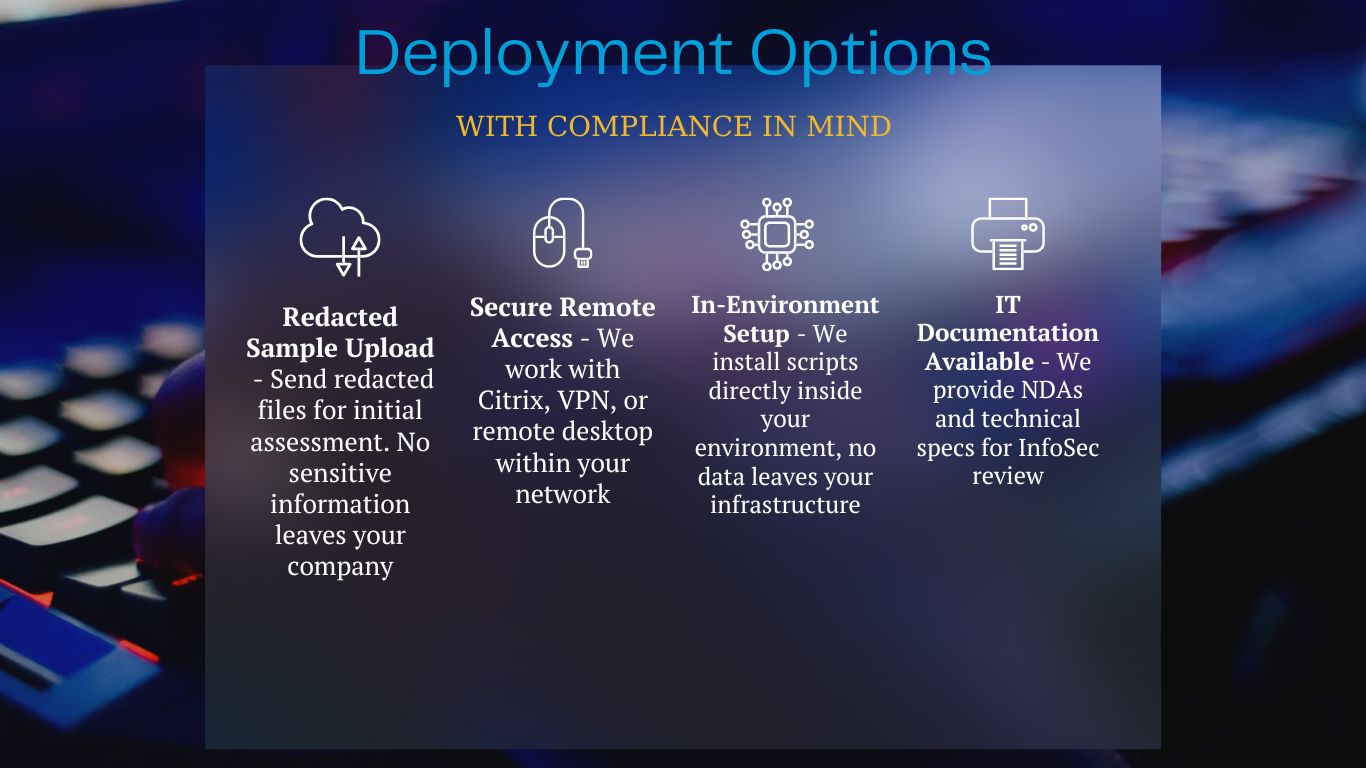 Deployment Options
WITH COMPLIANCE IN MIND
Redacted
Sample Upload
- Send redacted
files for initial
assessment. No
sensitive
information
leaves your
company
Secure Remote
Access - We
work with
Citrix, VPN, or
remote desktop
within your
network
In-Environment
Setup - We
install scripts
directly inside
your
environment, no
data leaves your
infrastructure
IT
Documentation
Available - We
provide NDAs
and technical
specs for InfoSec
review